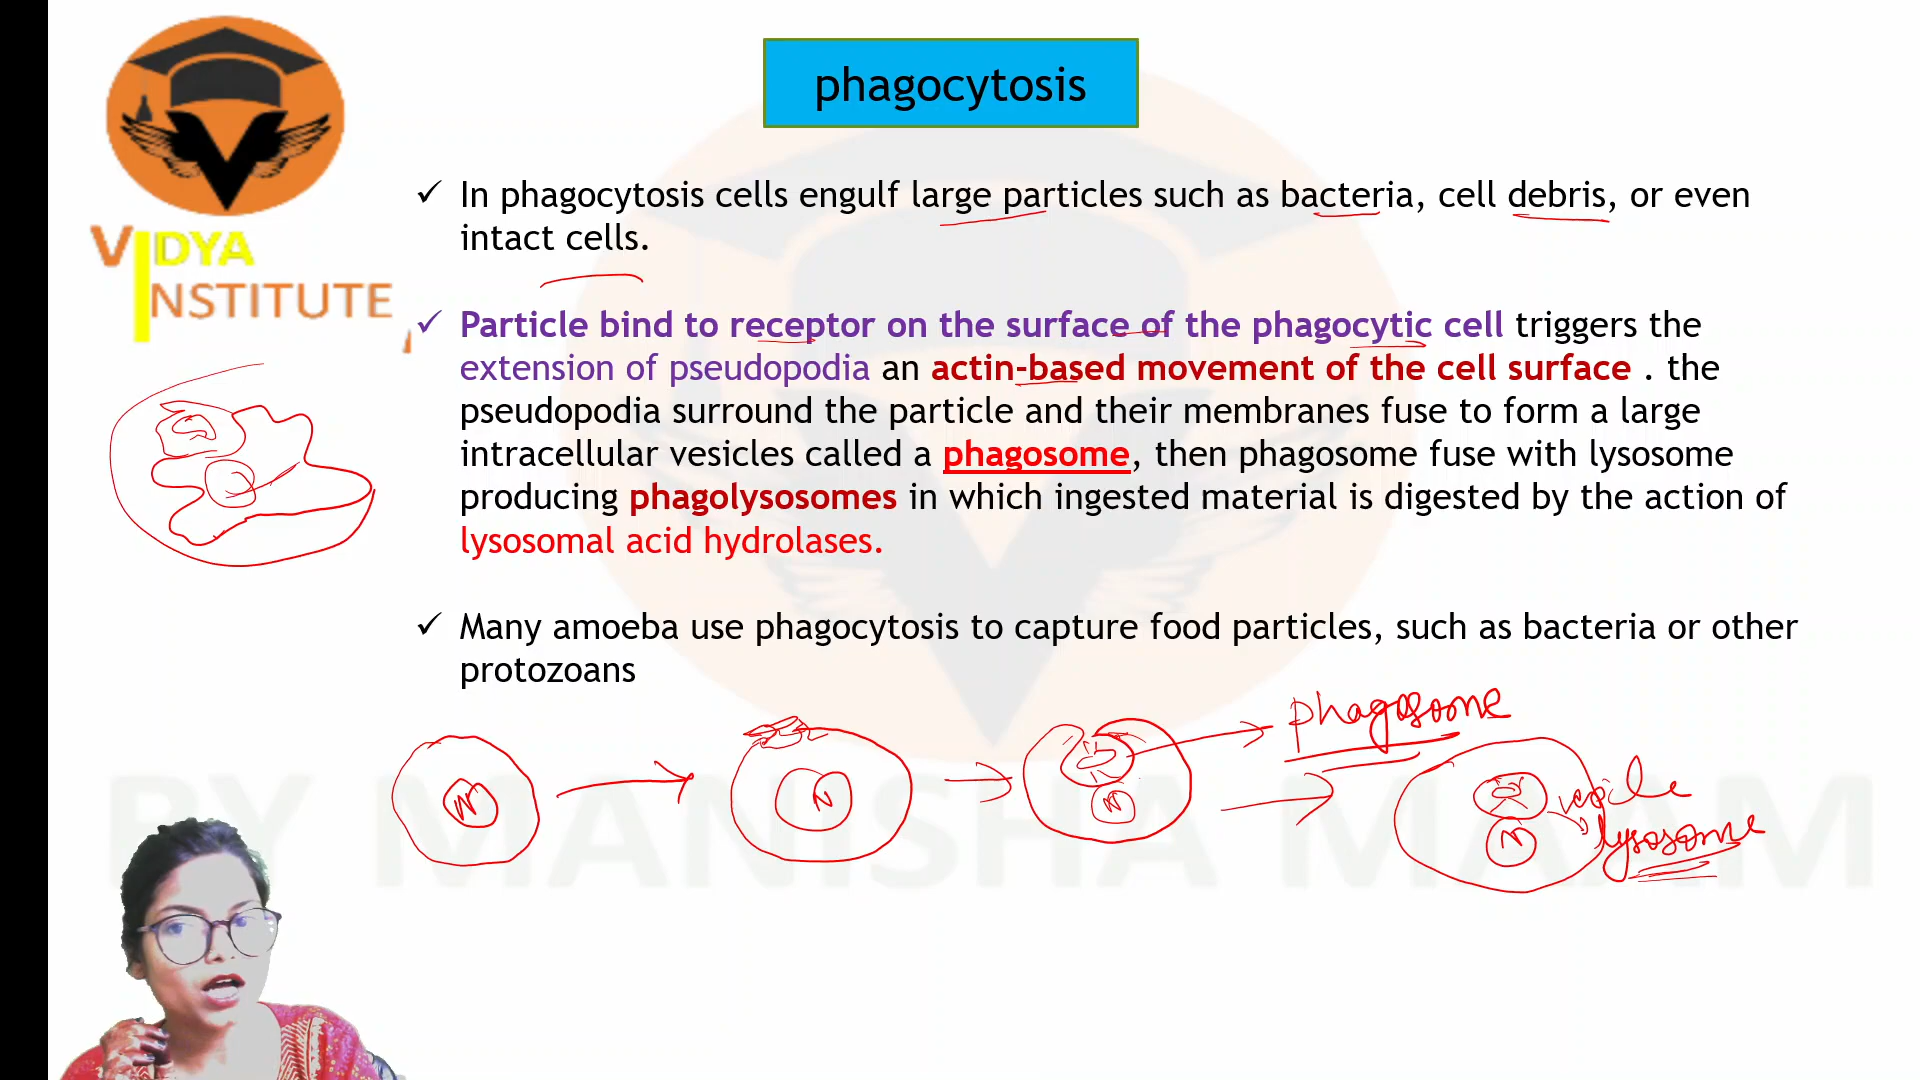 phagocytosis
VIDYA
INSTITUTE
✓ In phagocytosis cells engulf large particles such as bacteria, cell debris, or even
intact cells.
✓ Particle bind to receptor on the surface of the phagocytic cell triggers the
extension of pseudopodia an actin-based movement of the cell surface . the
pseudopodia surround the particle and their membranes fuse to form a large
intracellular vesicles called a phagosome, then phagosome fuse with lysosome
producing phagolysosomes in which ingested material is digested by the action of
lysosomal acid hydrolases.
✓ Many amoeba use phagocytosis to capture food particles, such as bacteria or other
protozoans
phagosome
N
N
N
N
lysosome
BY MANISHA MAAM